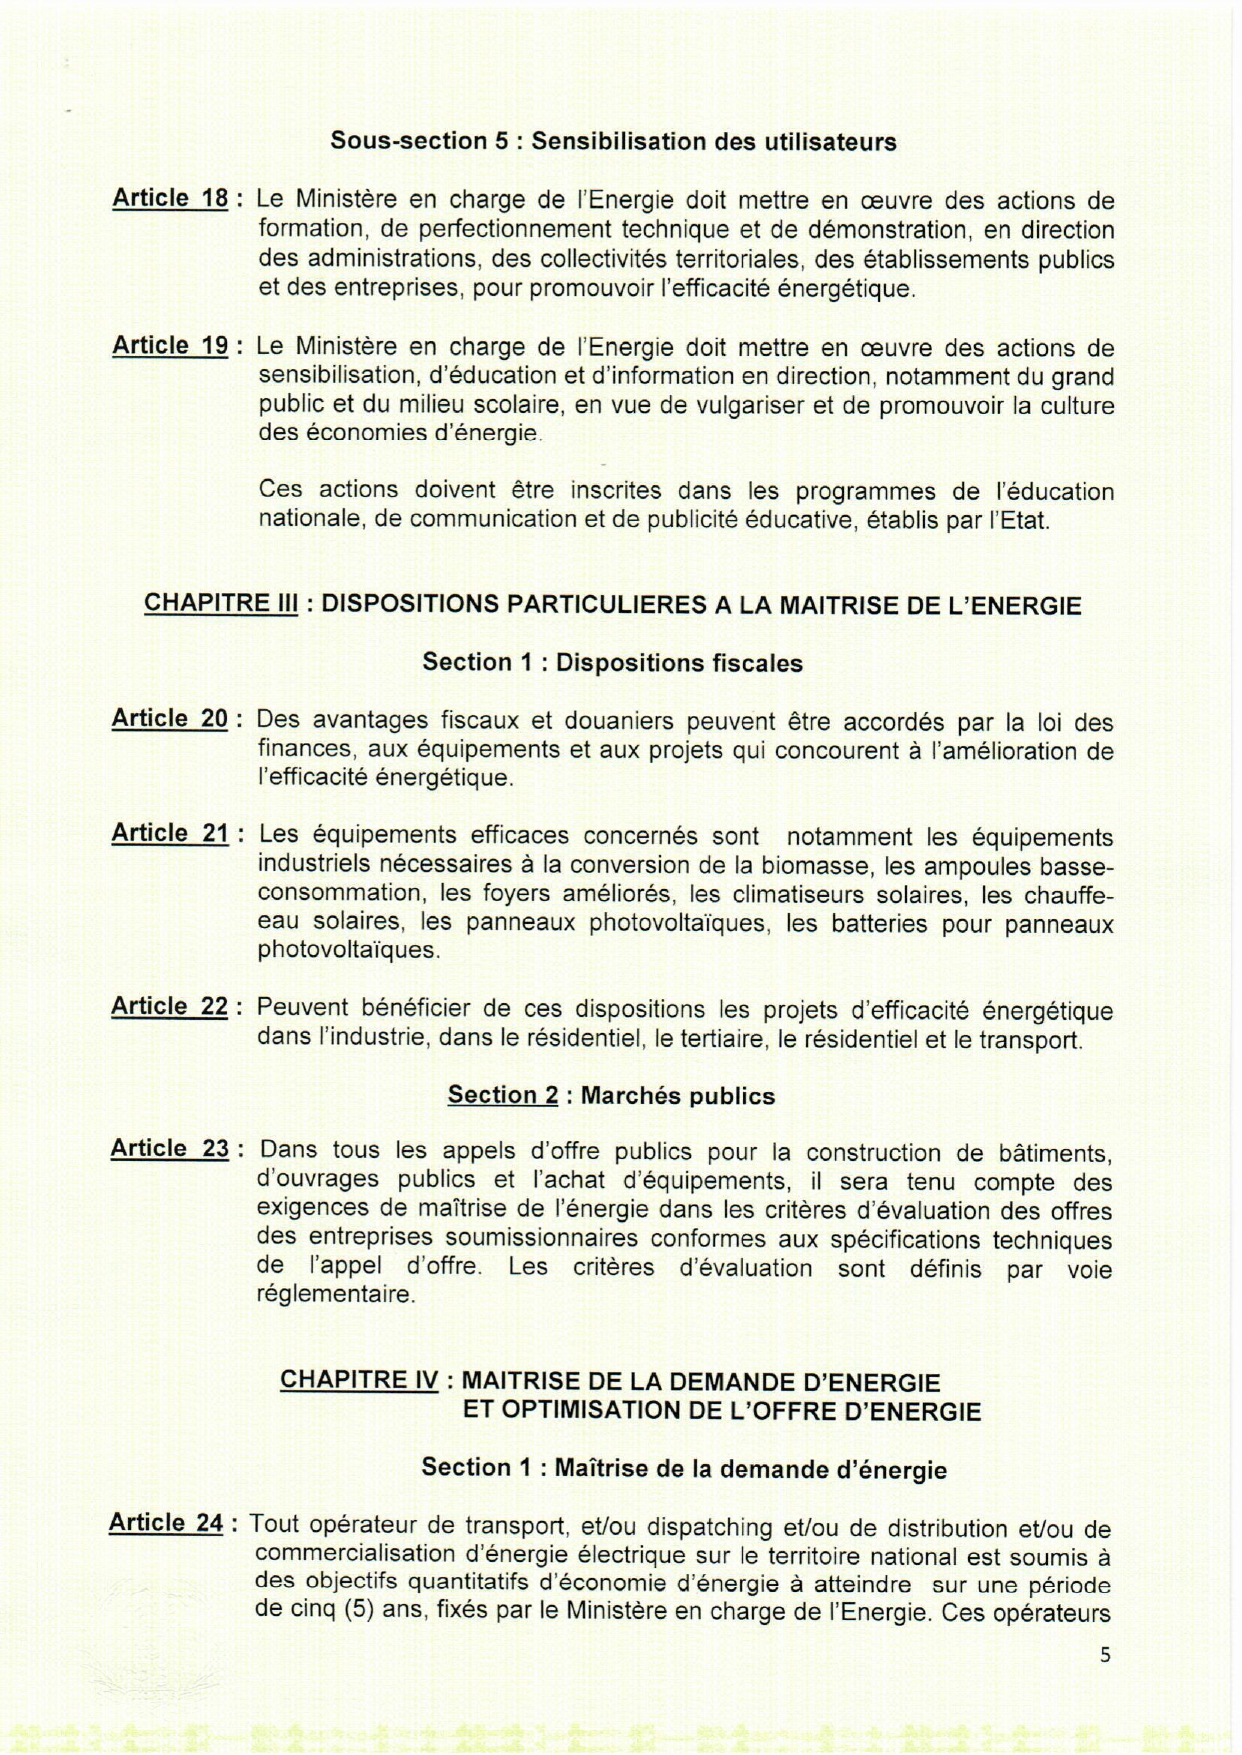 Sous-section 5 : Sensibilisation des utilisateurs
Article 18 : Le Ministère en charge de l'Energie doit mettre en œuvre des actions de
formation, de perfectionnement technique et de démonstration, en direction
des administrations, des collectivités territoriales, des établissements publics
et des entreprises, pour promouvoir l'efficacité énergétique.
Article 19 : Le Ministère en charge de l'Energie doit mettre en œuvre des actions de
sensibilisation, d'éducation et d'information en direction, notamment du grand
public et du milieu scolaire, en vue de vulgariser et de promouvoir la culture
des économies d'énergie.
Ces actions doivent être inscrites dans les programmes de l'éducation
nationale, de communication et de publicité éducative, établis par l'Etat.
CHAPITRE III : DISPOSITIONS PARTICULIERES A LA MAITRISE DE L'ENERGIE
Section 1 : Dispositions fiscales
Article 20 : Des avantages fiscaux et douaniers peuvent être accordés par la loi des
finances, aux équipements et aux projets qui concourent à l'amélioration de
l'efficacité énergétique.
Article 21 : Les équipements efficaces concernés sont notamment les équipements
industriels nécessaires à la conversion de la biomasse, les ampoules basse-
consommation, les foyers améliorés, les climatiseurs solaires, les chauffe-
eau solaires, les panneaux photovoltaïques, les batteries pour panneaux
photovoltaïques.
Article 22 : Peuvent bénéficier de ces dispositions les projets d'efficacité énergétique
dans l'industrie, dans le résidentiel, le tertiaire, le résidentiel et le transport.
Section 2 : Marchés publics
Article 23 : Dans tous les appels d'offre publics pour la construction de bâtiments,
d'ouvrages publics et l'achat d'équipements, il sera tenu compte des
exigences de maîtrise de l'énergie dans les critères d'évaluation des offres
des entreprises soumissionnaires conformes aux spécifications techniques
de l'appel d'offre. Les critères d'évaluation sont définis par voie
réglementaire.
CHAPITRE IV : MAITRISE DE LA DEMANDE D'ENERGIE
ET OPTIMISATION DE L'OFFRE D'ENERGIE
Section 1 : Maîtrise de la demande d'énergie
Article 24 : Tout opérateur de transport, et/ou dispatching et/ou de distribution et/ou de
commercialisation d'énergie électrique sur le territoire national est soumis à
des objectifs quantitatifs d'économie d'énergie à atteindre sur une période
de cinq (5) ans, fixés par le Ministère en charge de l'Energie. Ces opérateurs
5